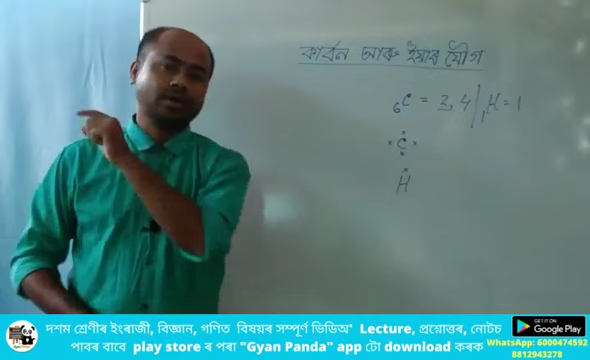 কাৰ্বন আৰু ইয়াৰ যৌগ
₆C = 2, 4 / ₁H = 1
C
H
দশম শ্ৰেণীৰ ইংৰাজী, বিজ্ঞান, গণিত বিষয়ৰ সম্পূৰ্ণ ভিডিঅ' Lecture, প্ৰশ্নোত্তৰ, নোটচ
পাবৰ বাবে play store ৰ পৰা "Gyan Panda" app টো download কৰক
GET IT ON
Google Play
WhatsApp: 6000474592
8812943278